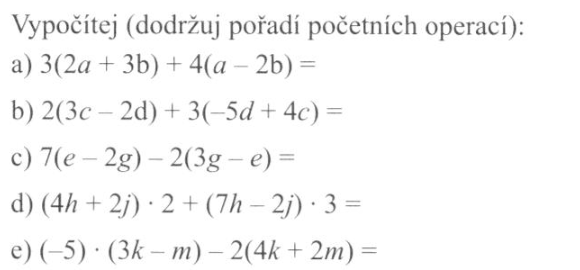 Vypočítej (dodržuj pořadí početních operací):
a) 3(2a + 3b) + 4(a – 2b) =
b) 2(3c – 2d) + 3(–5d + 4c) =
c) 7(e – 2g) – 2(3g – e) =
d) (4h + 2j) · 2 + (7h – 2j) · 3 =
e) (–5) · (3k – m) – 2(4k + 2m) =